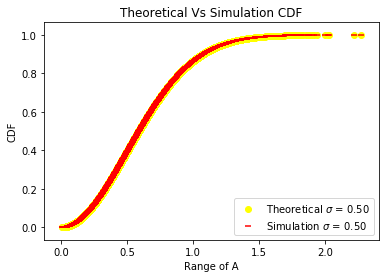 Theoretical Vs Simulation CDF
CDF
1.0
0.8
0.6
0.4
0.2
0.0
0.0 0.5 1.0 1.5 2.0
Range of A
Theoretical σ = 0.50
Simulation σ = 0.50